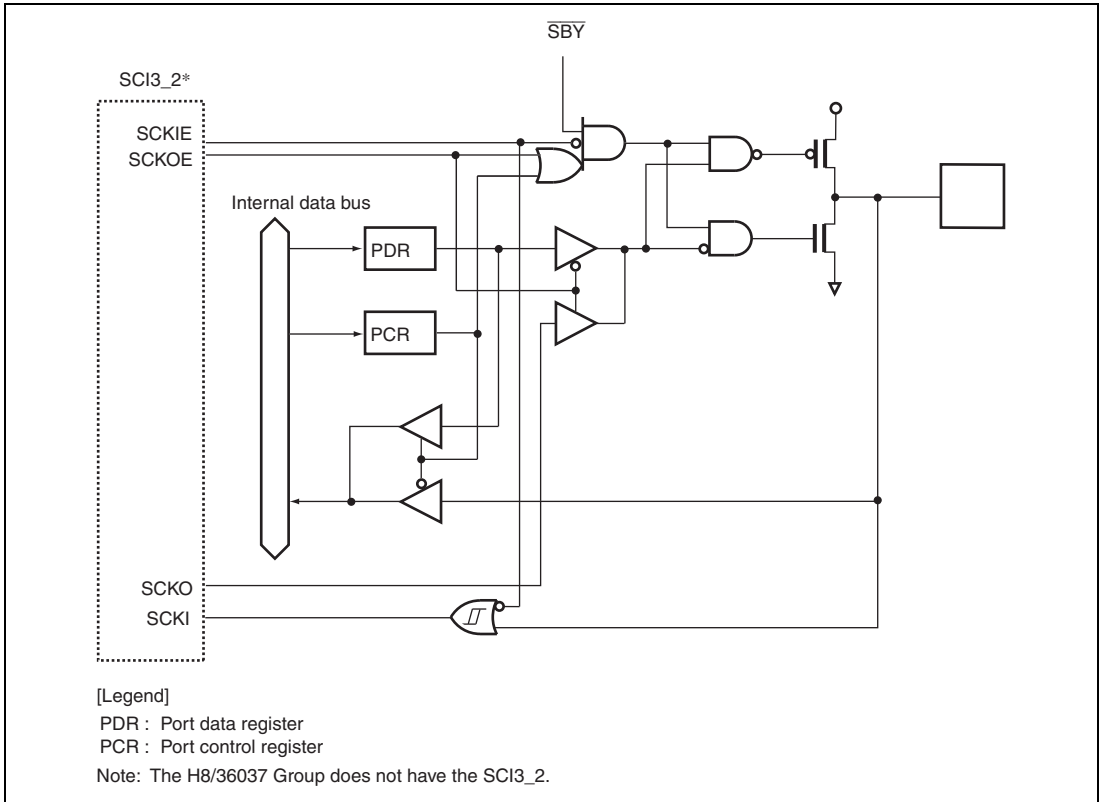 SBY
SCI3_2*
SCKIE
SCKOE
Internal data bus
PDR
PCR
SCKO
SCKI
[Legend]
PDR : Port data register
PCR : Port control register
Note: The H8/36037 Group does not have the SCI3_2.